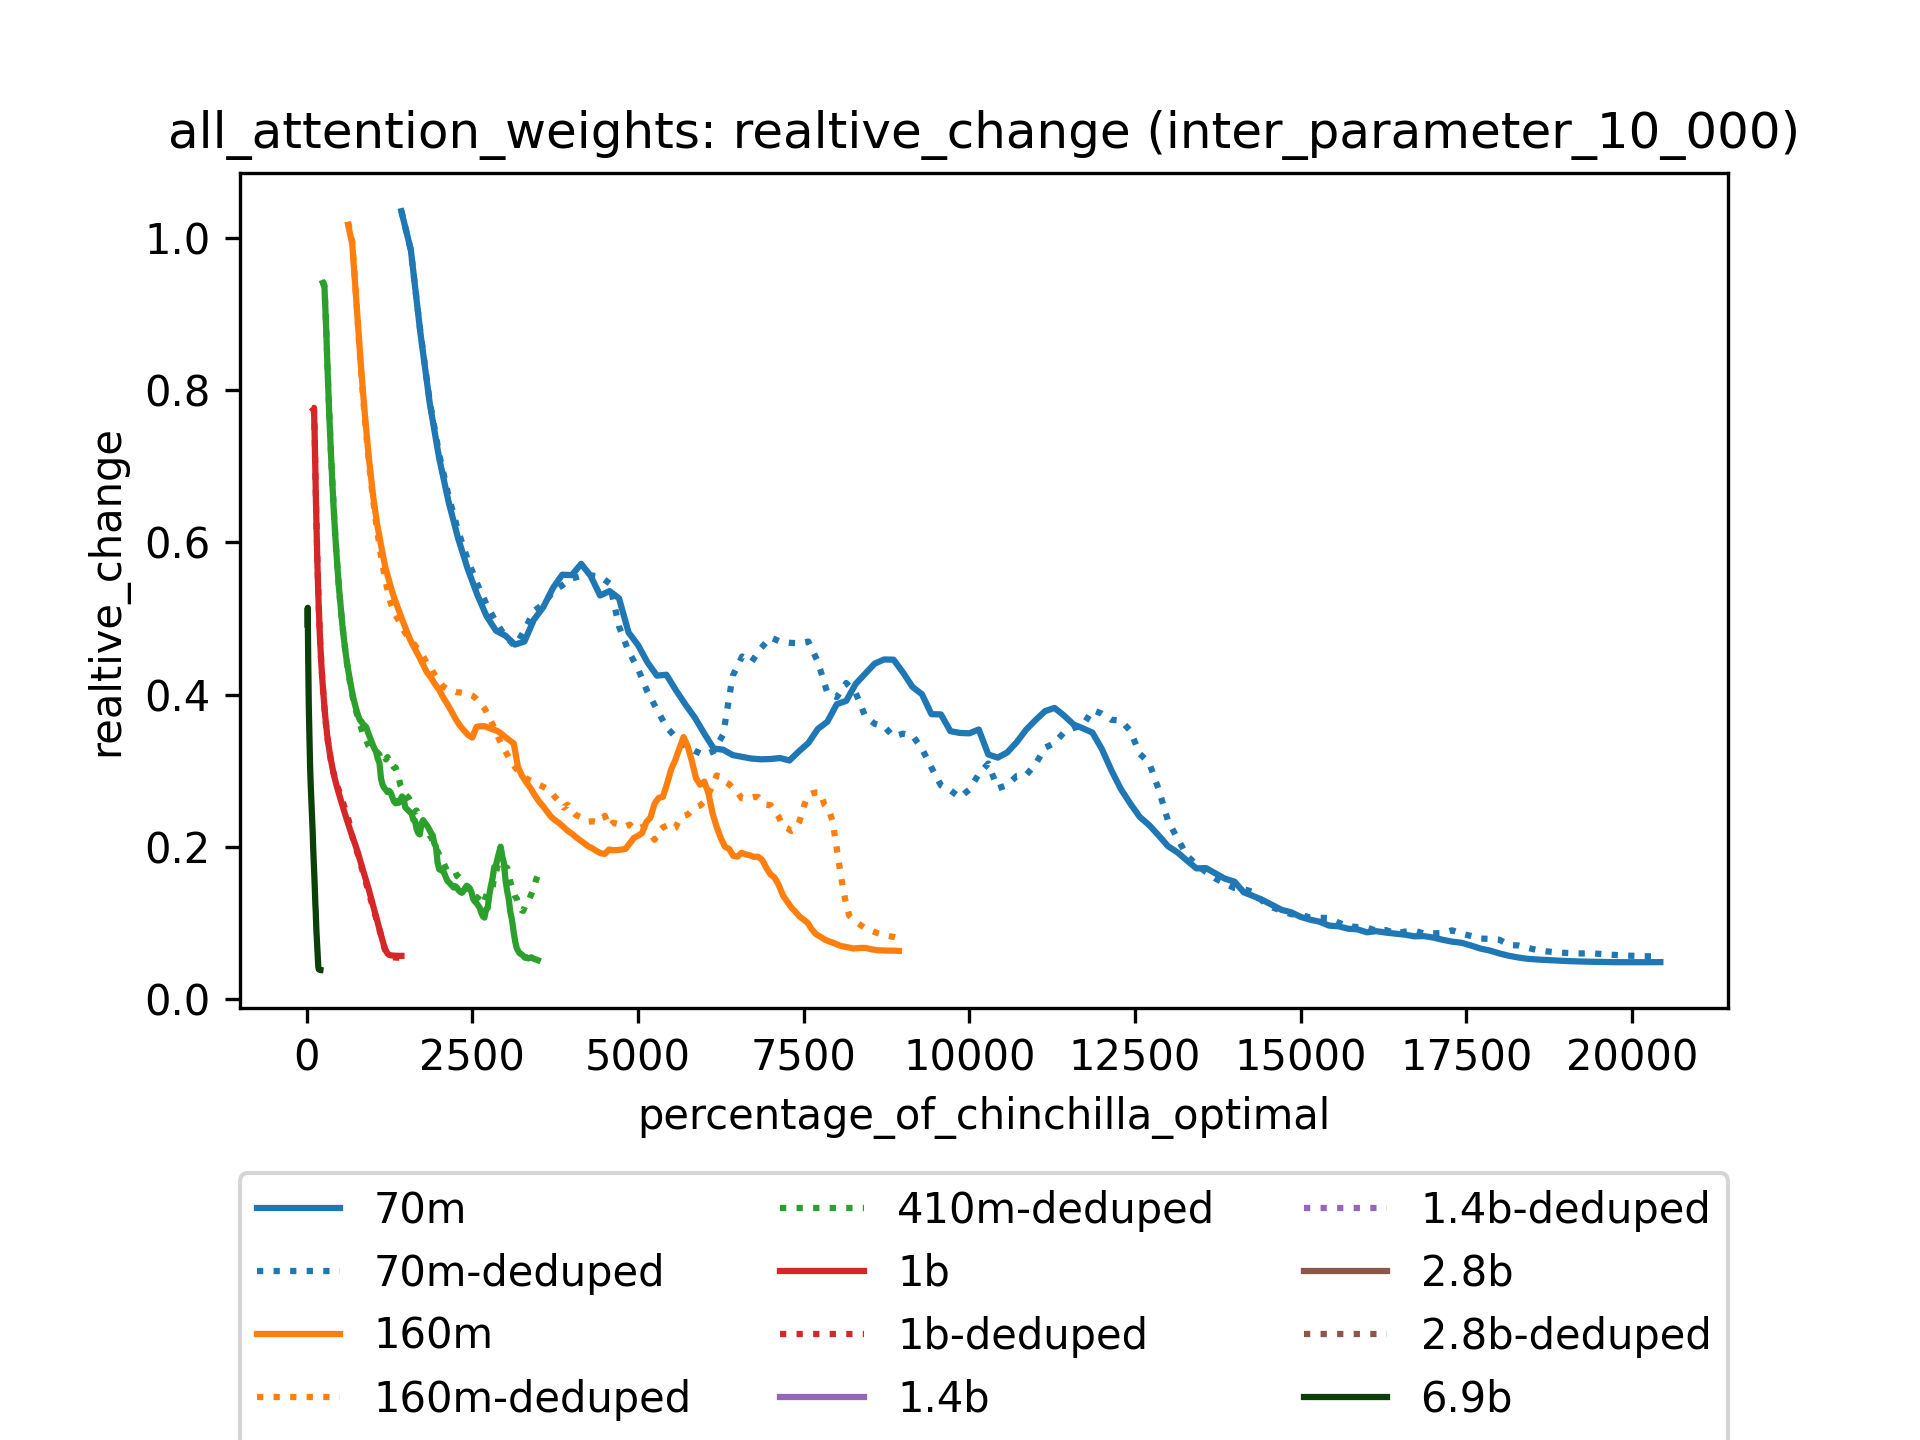 all_attention_weights: realtive_change (inter_parameter_10_000)
realtive_change
1.0
0.8
0.6
0.4
0.2
0.0
0 2500 5000 7500 10000 12500 15000 17500 20000
percentage_of_chinchilla_optimal
70m 410m-deduped 1.4b-deduped
70m-deduped 1b 2.8b
160m 1b-deduped 2.8b-deduped
160m-deduped 1.4b 6.9b